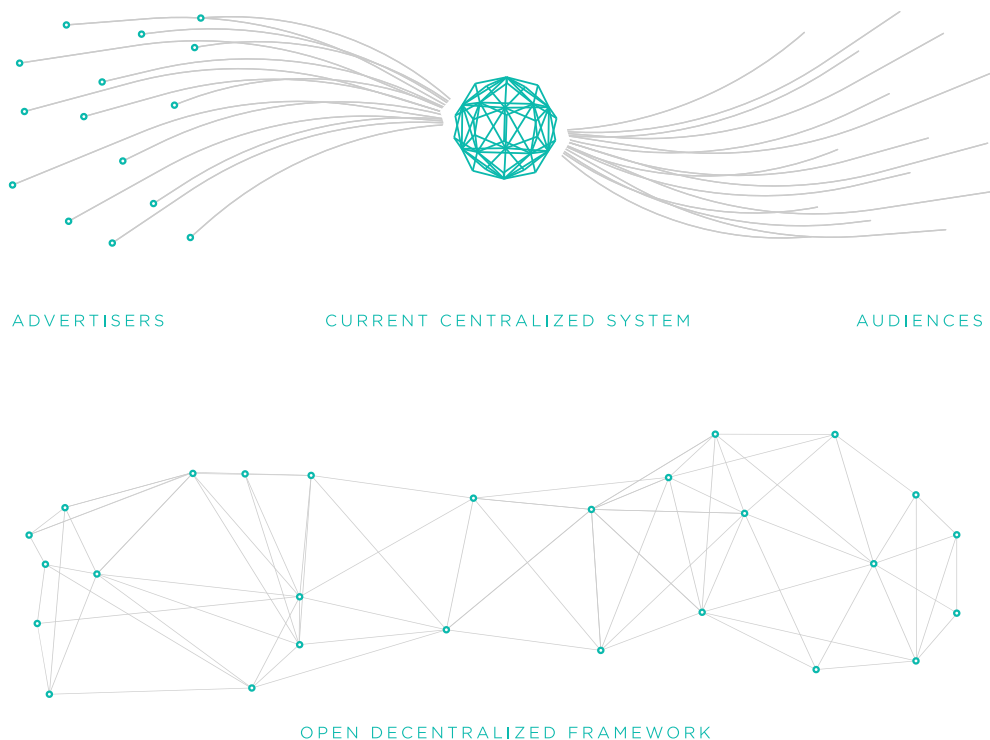 ADVERTISERS
CURRENT CENTRALIZED SYSTEM
AUDIENCES
OPEN DECENTRALIZED FRAMEWORK